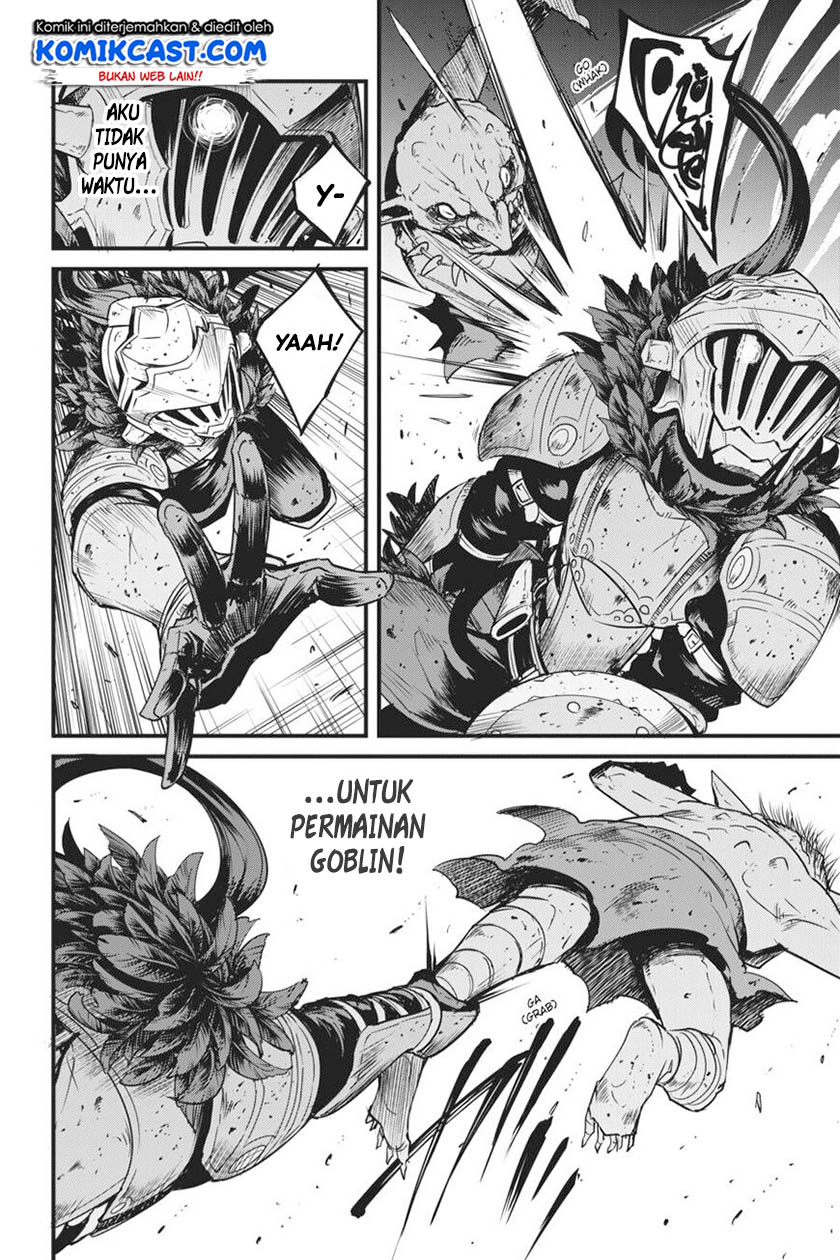 Komik ini diterjemahkan & diedit oleh
KOMIKCAST.COM
BUKAN WEB LAIN!!
GO
(WHAK)
AKU
TIDAK
PUNYA
WAKTU...
Y-
YAAH!
...UNTUK
PERMAINAN
GOBLIN!
GA
(GRAB)